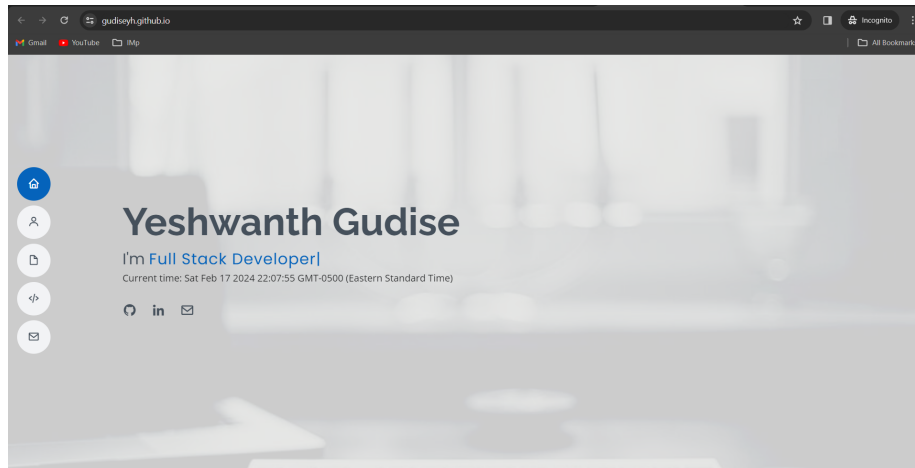 gudiseyh.github.io
Incognito
Gmail YouTube IMp All Bookmark
Yeshwanth Gudise
I'm Full Stack Developer|
Current time: Sat Feb 17 2024 22:07:55 GMT-0500 (Eastern Standard Time)
in